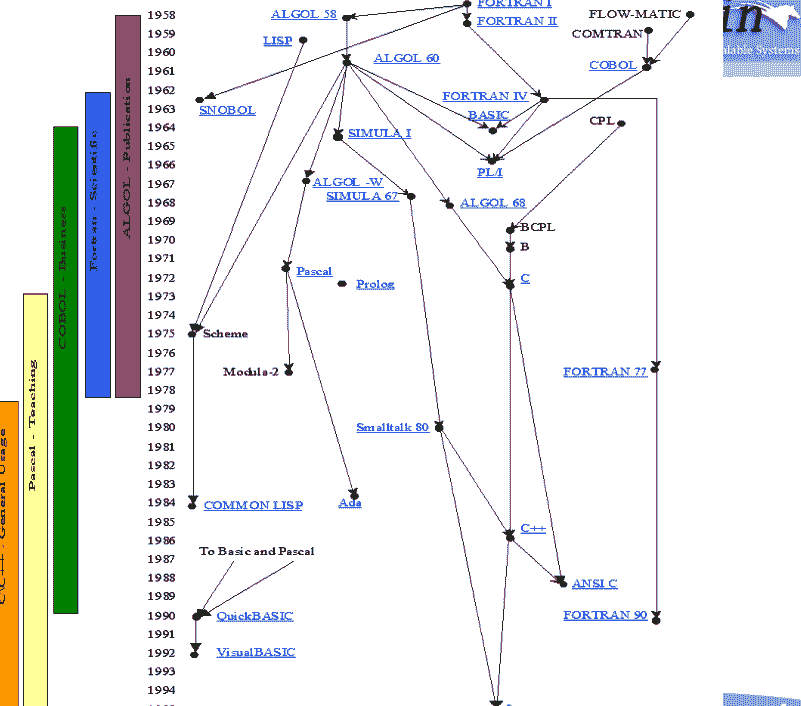 FORTRAN I
1958
ALGOL 58
FORTRAN II
FLOW-MATIC
1959
LISP
COMTRAN
1960
ALGOL 60
1961
COBOL
lable Systems
1962
FORTRAN IV
1963
SNOBOL
BASIC
1964
SIMULA I
CPL
1965
1966
PL/I
1967
ALGOL -W
SIMULA 67
1968
ALGOL 68
1969
BCPL
1970
B
1971
Pascal
1972
Prolog
C
1973
1974
1975
Scheme
1976
1977
Modula-2
FORTRAN 77
1978
1979
1980
Smalltalk 80
1981
1982
1983
1984
COMMON LISP
Ada
1985
C++
1986
To Basic and Pascal
1987
1988
ANSI C
1989
1990
QuickBASIC
FORTRAN 90
1991
1992
VisualBASIC
1993
1994
ALGOL - Publication
Fortran - Scientific
COBOL - Business
Pascal - Teaching
C\C++ - General Usage